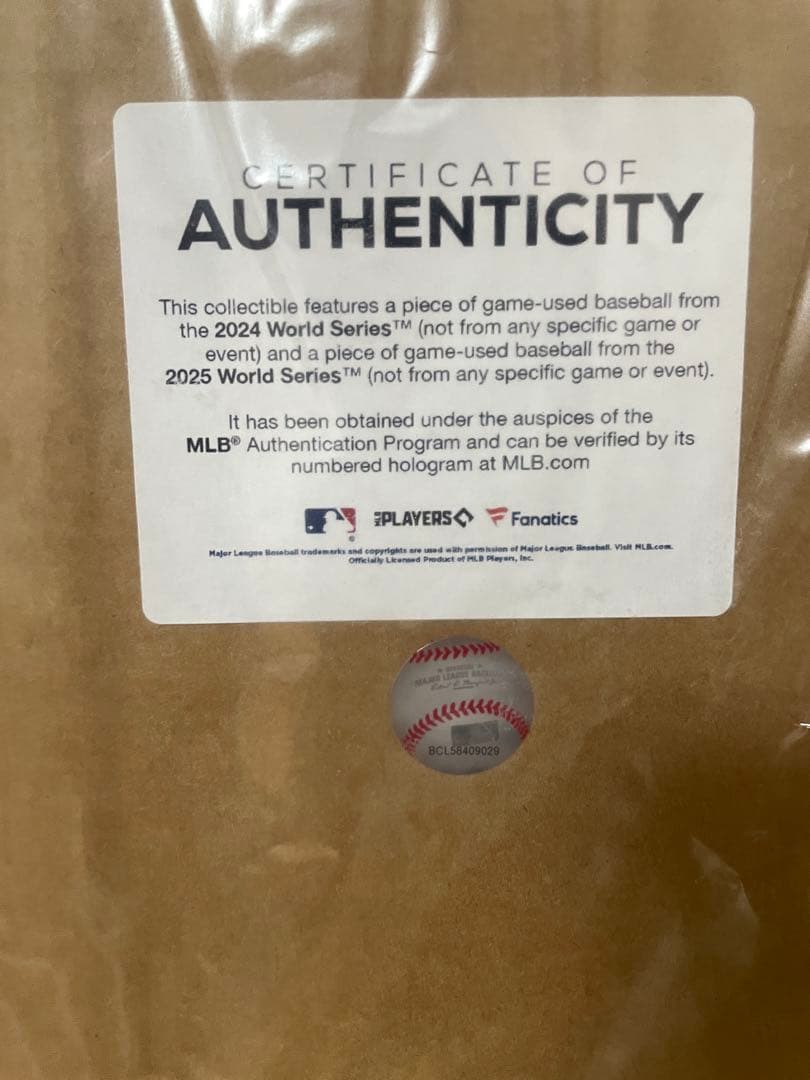 CERTIFICATE OF
AUTHENTICITY
This collectible features a piece of game-used baseball from
the 2024 World Series™ (not from any specific game or
event) and a piece of game-used baseball from the
2025 World Series™ (not from any specific game or event).
It has been obtained under the auspices of the
MLB® Authentication Program and can be verified by its
numbered hologram at MLB.com
MLB PLAYERS Fanatics
Major League Baseball trademarks and copyrights are used with permission of Major League Baseball. Visit MLB.com.
Officially Licensed Product of MLB Players, Inc.
OFFICIAL
MAJOR LEAGUE
BCL58409029